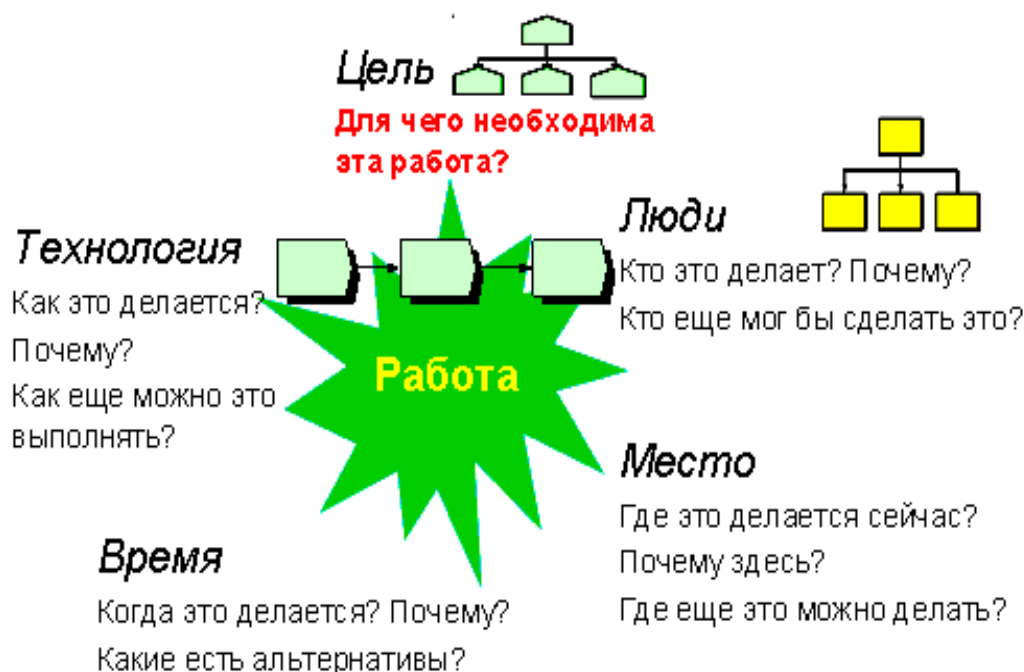 Цель
Для чего необходима
эта работа?
Люди
Кто это делает? Почему?
Кто еще мог бы сделать это?
Технология
Как это делается?
Почему?
Как еще можно это
выполнять?
Работа
Место
Где это делается сейчас?
Почему здесь?
Где еще это можно делать?
Время
Когда это делается? Почему?
Какие есть альтернативы?